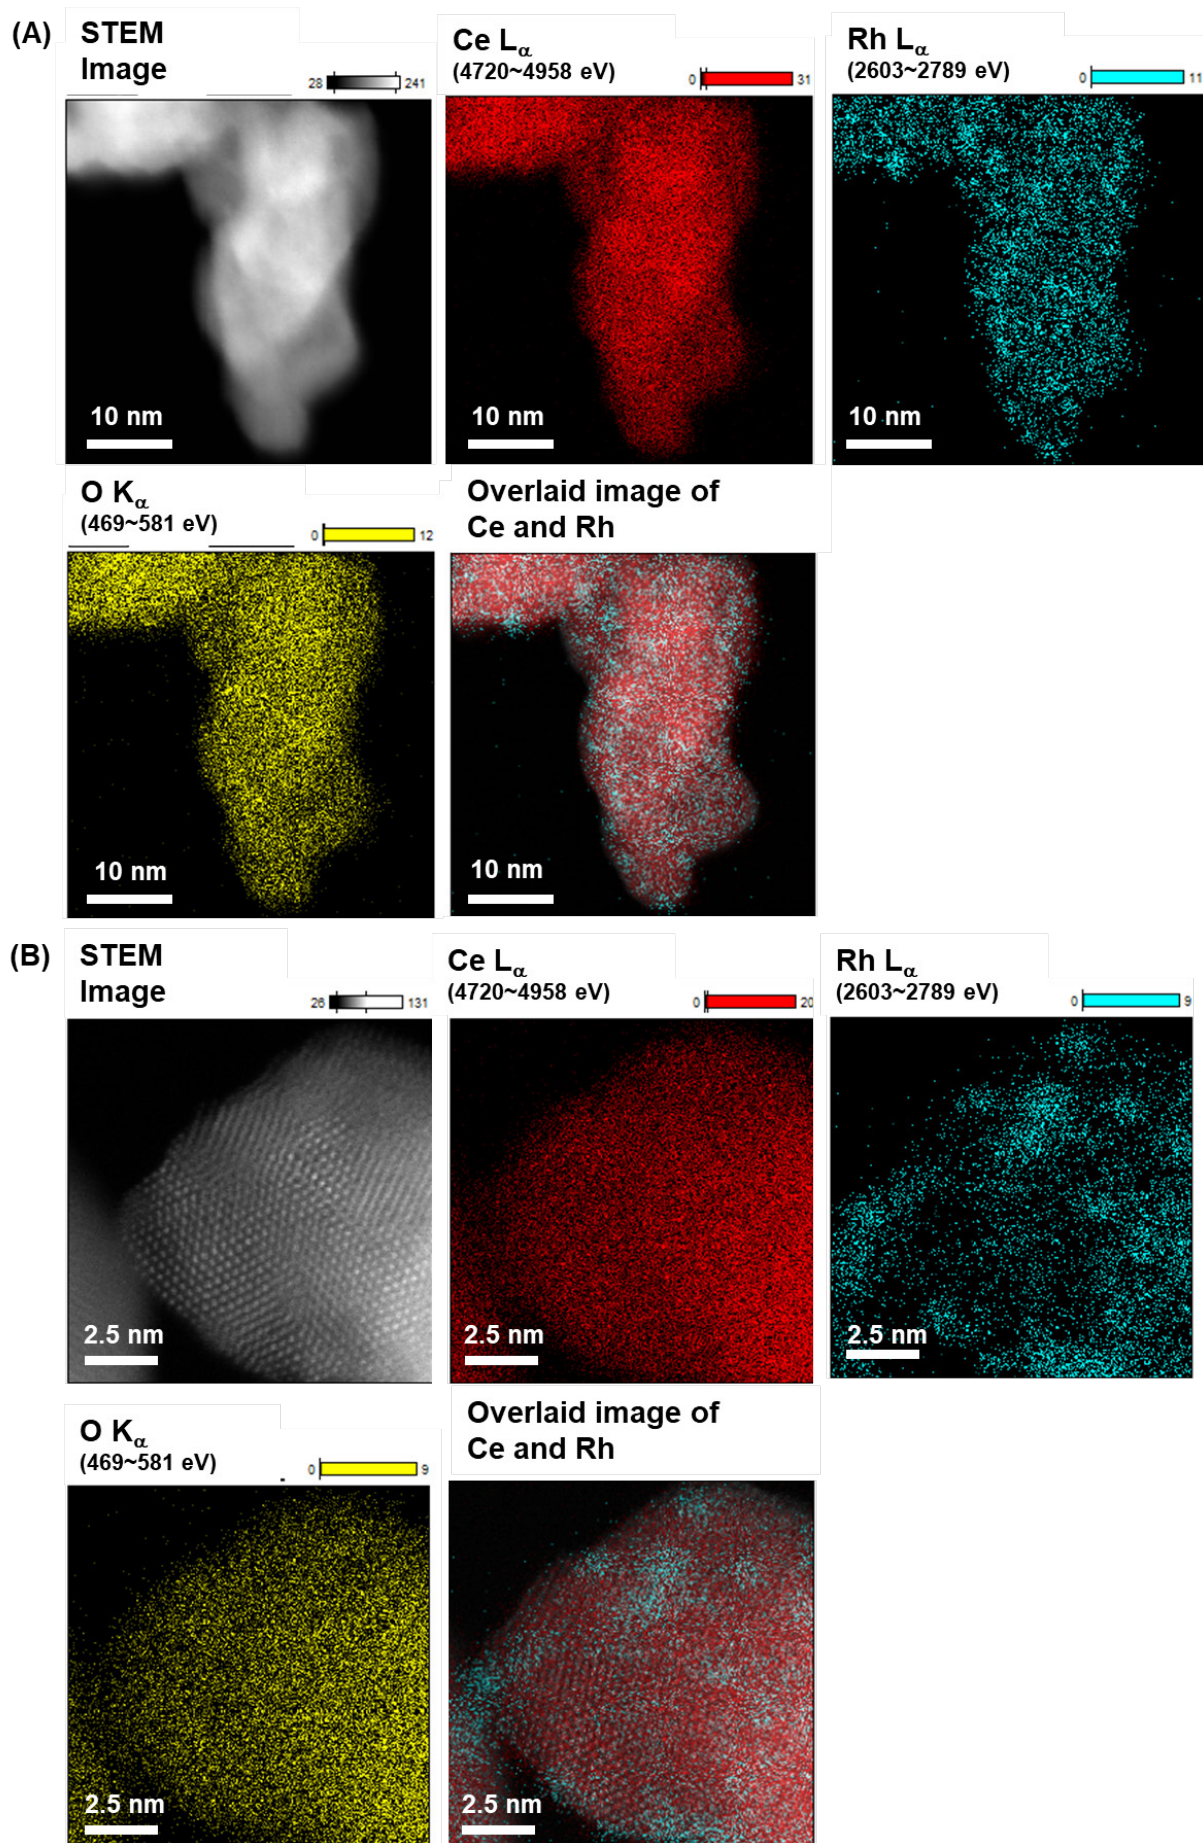 (A)
STEM
Image
28 241
Ce Lα
(4720~4958 eV)
0 31
Rh Lα
(2603~2789 eV)
0 11
10 nm
10 nm
10 nm
O Kα
(469~581 eV)
0 12
Overlaid image of
Ce and Rh
10 nm
10 nm
(B)
STEM
Image
26 131
Ce Lα
(4720~4958 eV)
0 20
Rh Lα
(2603~2789 eV)
0 9
2.5 nm
2.5 nm
2.5 nm
O Kα
(469~581 eV)
0 9
Overlaid image of
Ce and Rh
2.5 nm
2.5 nm